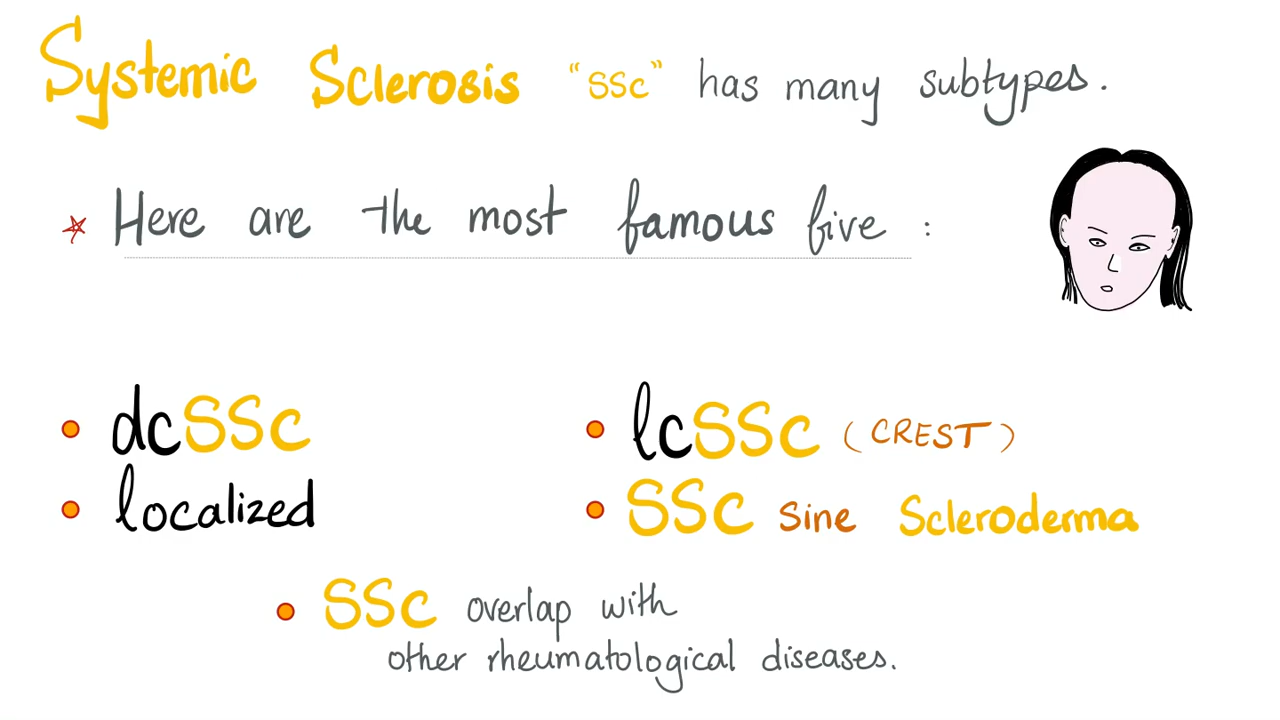 Systemic Sclerosis "SSc" has many subtypes.
* Here are the most famous five :
• dcSSc
• lcSSc (CREST)
• localized
• SSc sine Scleroderma
• SSc overlap with
other rheumatological diseases.